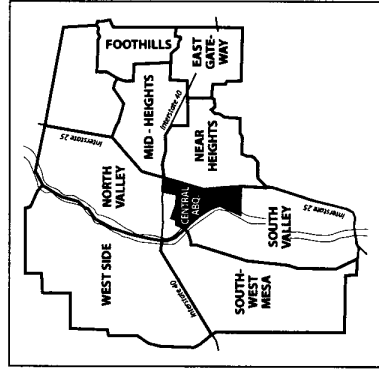 FOOTHILLS
EAST
GATE-
WAY
MID - HEIGHTS
Interstate 40
Interstate 25
NEAR
HEIGHTS
NORTH
VALLEY
CENTRAL
ABQ.
WEST SIDE
SOUTH
VALLEY
Interstate 25
Interstate 40
SOUTH-
WEST
MESA